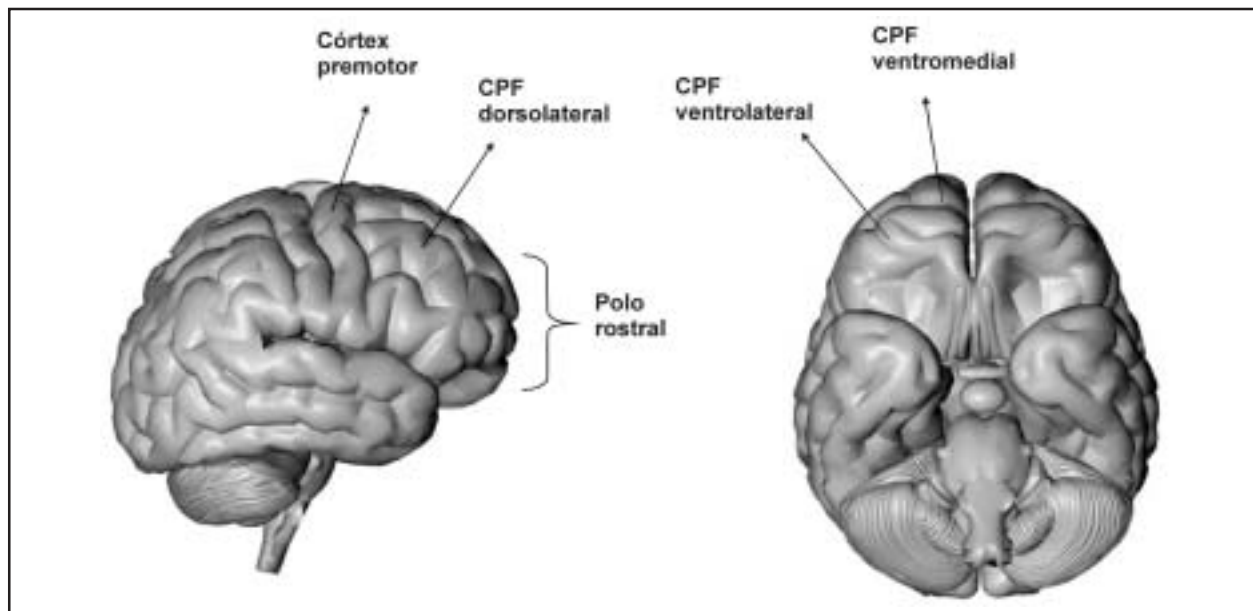 Córtex
premotor
CPF
dorsolateral
CPF
ventrolateral
CPF
ventromedial
Polo
rostral